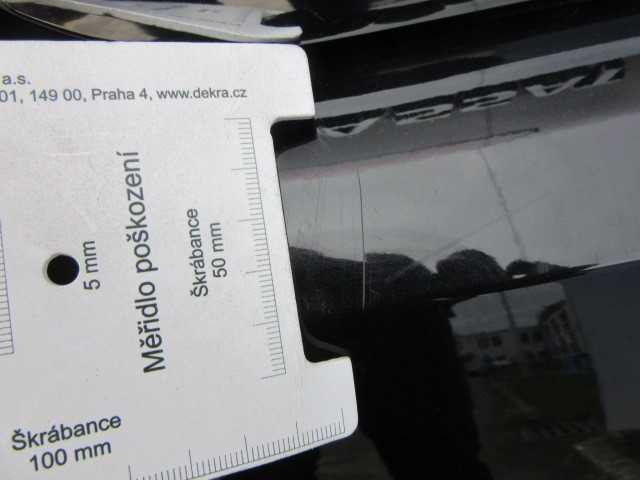 a.s.
01, 149 00, Praha 4, www.dekra.cz
5 mm
Měřidlo poškození
Škrábance
50 mm
Škrábance
100 mm